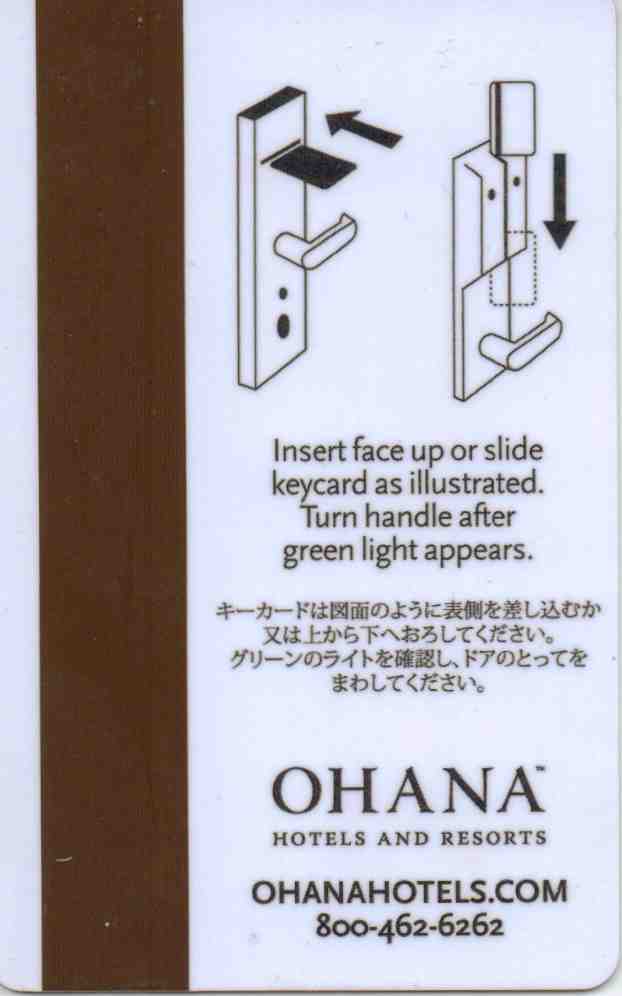 Insert face up or slide
keycard as illustrated.
Turn handle after
green light appears.
キーカードは図面のように表側を差し込むか
又は上から下へおろしてください。
グリーンのライトを確認し、ドアのとってを
まわしてください。
OHANA™
HOTELS AND RESORTS
OHANAHOTELS.COM
800-462-6262